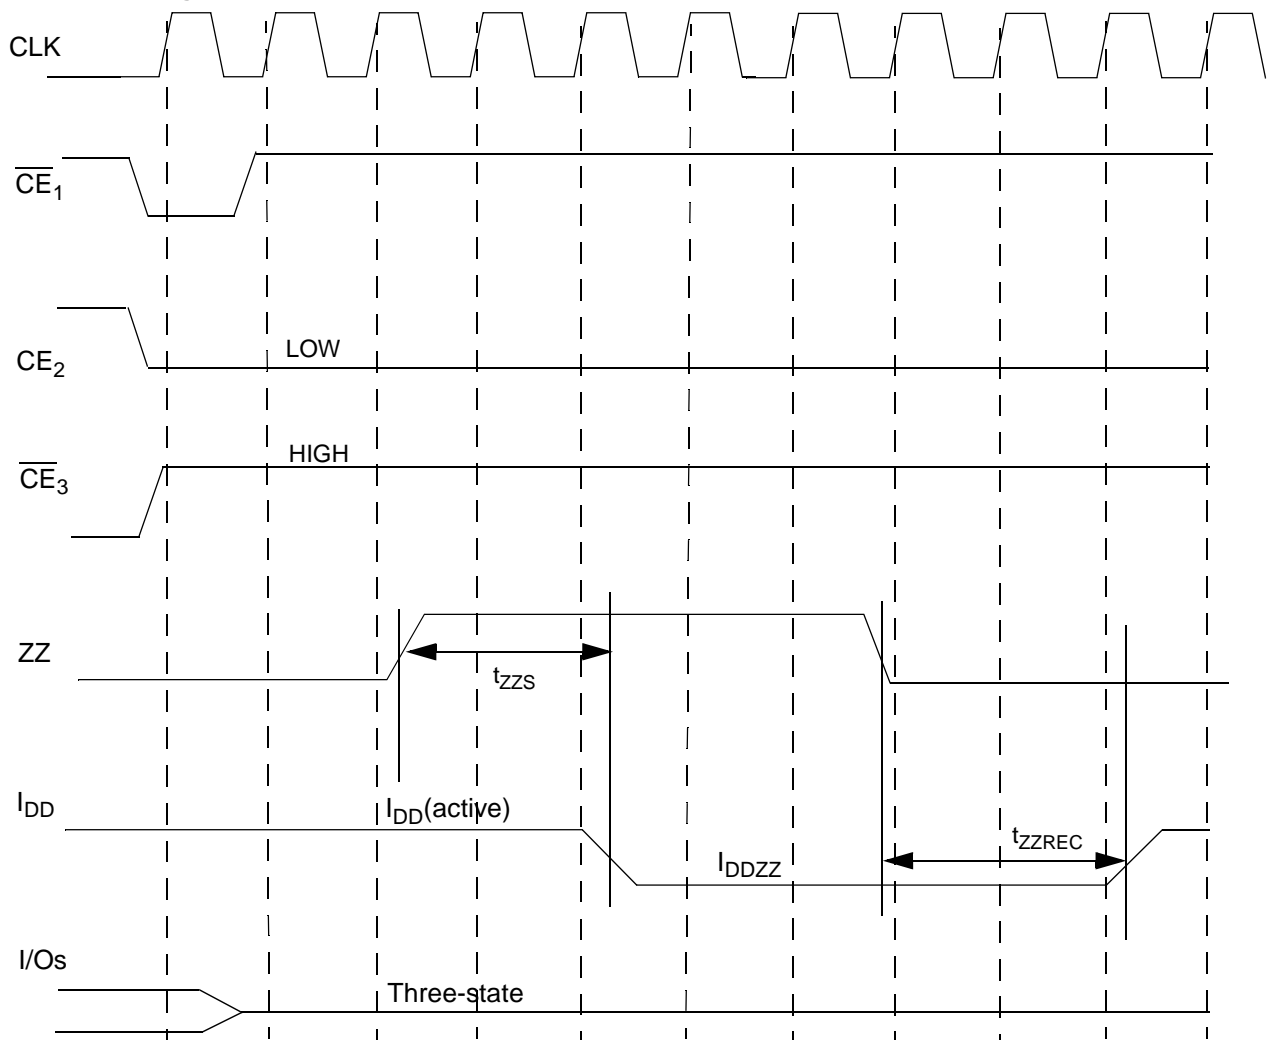 CLK
CE1
LOW
CE2
HIGH
CE3
ZZ
tZZS
IDD
IDD(active)
tZZREC
IDDZZ
I/Os
Three-state